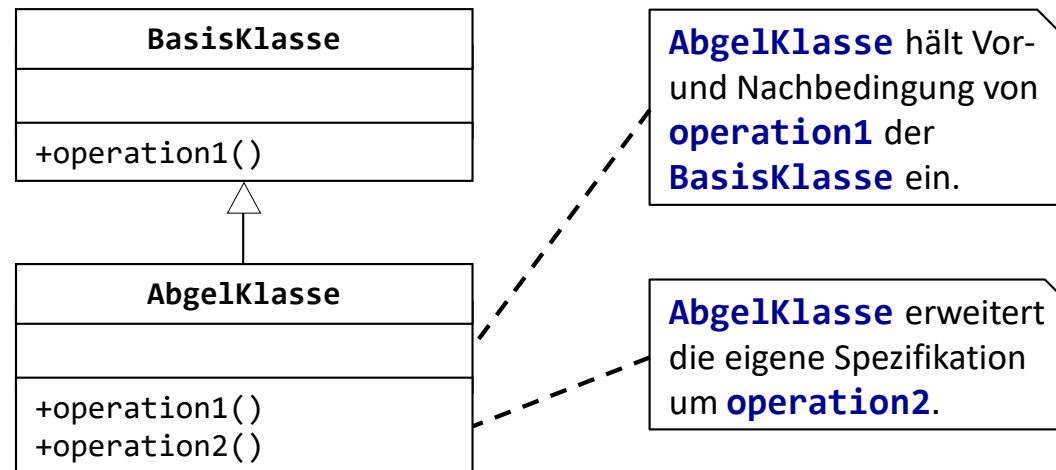 BasisKlasse
+operation1()
AbgelKlasse
+operation1()
+operation2()
AbgelKlasse hält Vor-
und Nachbedingung von
operation1 der
BasisKlasse ein.
AbgelKlasse erweitert
die eigene Spezifikation
um operation2.